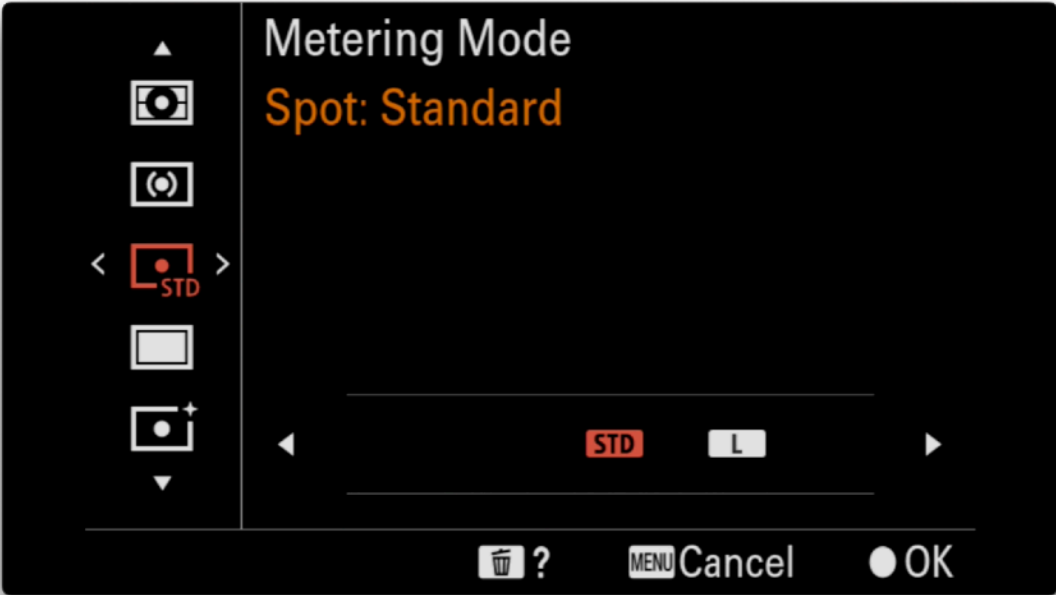 Metering Mode
Spot: Standard
STD
STD L
? MENU Cancel OK